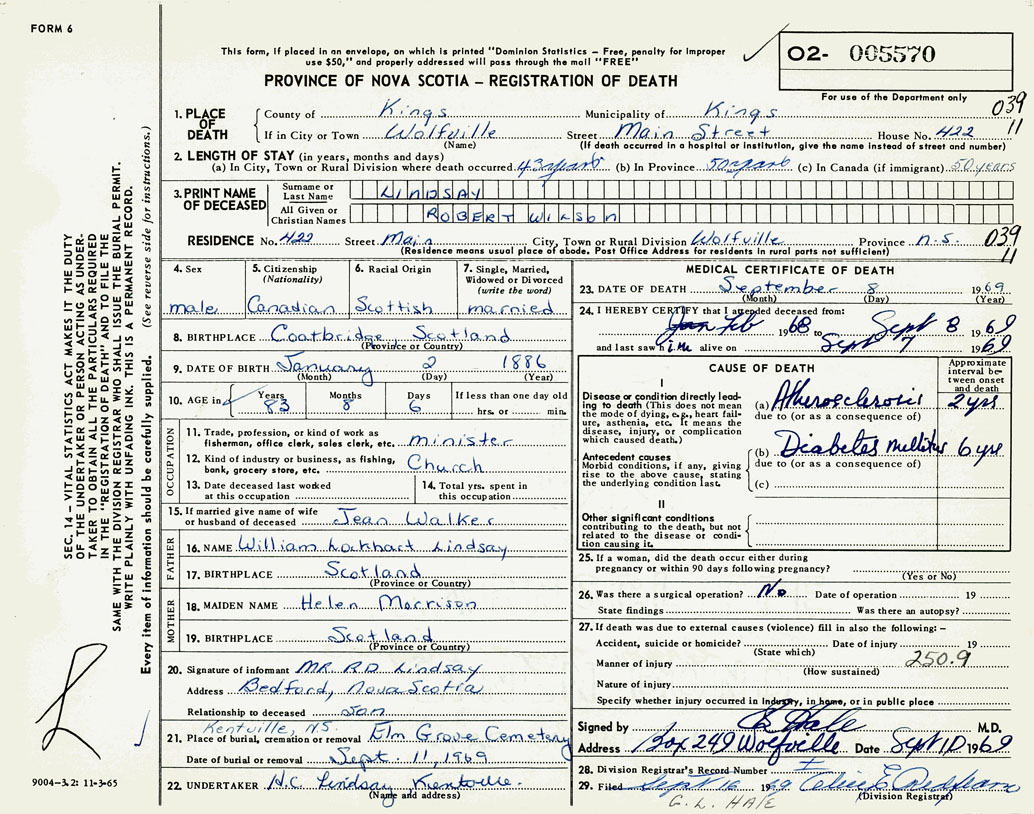 FORM 6
This form, if placed in an envelope, on which is printed "Dominion Statistics – Free, penalty for improper
use $50," and properly addressed will pass through the mail "FREE"
O2- 005570
PROVINCE OF NOVA SCOTIA – REGISTRATION OF DEATH
For use of the Department only
039
11
1. PLACE OF DEATH
County of Kings Municipality of Kings
If in City or Town Wolfville Street Main Street House No. 422
(Name) (If death occurred in a hospital or institution, give the name instead of street and number)
2. LENGTH OF STAY (in years, months and days)
(a) In City, Town or Rural Division where death occurred 43 years (b) In Province 50 years (c) In Canada (if immigrant) 50 years
3. PRINT NAME OF DECEASED
Surname or Last Name LINDSAY
All Given or Christian Names ROBERT WILSON
RESIDENCE No. 422 Street Main City, Town or Rural Division Wolfville Province N.S.
(Residence means usual place of abode. Post Office Address for residents in rural parts not sufficient)
039
11
4. Sex
male
5. Citizenship (Nationality)
Canadian
6. Racial Origin
Scottish
7. Single, Married, Widowed or Divorced (write the word)
married
8. BIRTHPLACE Coatbridge, Scotland
(Province or Country)
9. DATE OF BIRTH January 2 1886
(Month) (Day) (Year)
10. AGE in Years 83 Months 8 Days 6 If less than one day old
hrs. or min.
OCCUPATION
11. Trade, profession, or kind of work as
fisherman, office clerk, sales clerk, etc. minister
12. Kind of industry or business, as fishing,
bank, grocery store, etc. Church
13. Date deceased last worked
at this occupation
14. Total yrs. spent in
this occupation
15. If married give name of wife
or husband of deceased Jean Walker
FATHER
16. NAME William Lockhart Lindsay
17. BIRTHPLACE Scotland
(Province or Country)
MOTHER
18. MAIDEN NAME Helen Morrison
19. BIRTHPLACE Scotland
(Province or Country)
20. Signature of informant MR. R.D. Lindsay
Address Bedford, Nova Scotia
Relationship to deceased son
Kentville, N.S.
21. Place of burial, cremation or removal Elm Grove Cemetery
Date of burial or removal Sept. 11, 1969
22. UNDERTAKER H.C. Lindsay Kentville.
(Name and address)
MEDICAL CERTIFICATE OF DEATH
23. DATE OF DEATH September 8 1969
(Month) (Day) (Year)
24. I HEREBY CERTIFY that I attended deceased from:
Feb 1968 to Sept 8 1969
and last saw him alive on Sept 7 1969
CAUSE OF DEATH
Approximate interval between onset and death
I
Disease or condition directly leading to death (This does not
mean the mode of dying, e.g., heart failure, asthenia, etc. It means the
disease, injury, or complication
which caused death.)
(a) Atherosclerosis 2 yrs
due to (or as a consequence of)
Antecedent causes
Morbid conditions, if any, giving
rise to the above cause, stating
the underlying condition last.
(b) Diabetes mellitus 6 yrs
due to (or as a consequence of)
(c)
II
Other significant conditions
contributing to the death, but not
related to the disease or condition causing it.
25. If a woman, did the death occur either during
pregnancy or within 90 days following pregnancy?
(Yes or No)
26. Was there a surgical operation? No Date of operation 19
State findings Was there an autopsy?
27. If death was due to external causes (violence) fill in also the following: –
Accident, suicide or homicide? Date of injury 19
(State which)
250.9
Manner of injury
(How sustained)
Nature of injury
Specify whether injury occurred in industry, in home, or in public place
Signed by G L Hale M.D.
Address Box 249 Wolfville Date Sept 10 1969
28. Division Registrar's Record Number
29. Filed Sept 16 1969
(Division Registrar)
G. L. HALE
SEC. 14 – VITAL STATISTICS ACT MAKES IT THE DUTY
OF THE UNDERTAKER OR PERSON ACTING AS UNDERTAKER
TO OBTAIN ALL THE PARTICULARS REQUIRED
IN THE "REGISTRATION OF DEATH" AND TO FILE THE
SAME WITH THE DIVISION REGISTRAR WHO SHALL ISSUE THE BURIAL PERMIT.
WRITE PLAINLY WITH UNFADING INK. THIS IS A PERMANENT RECORD.
Every item of information should be carefully supplied. (See reverse side for instructions.)
9004-3.2: 11-3-65